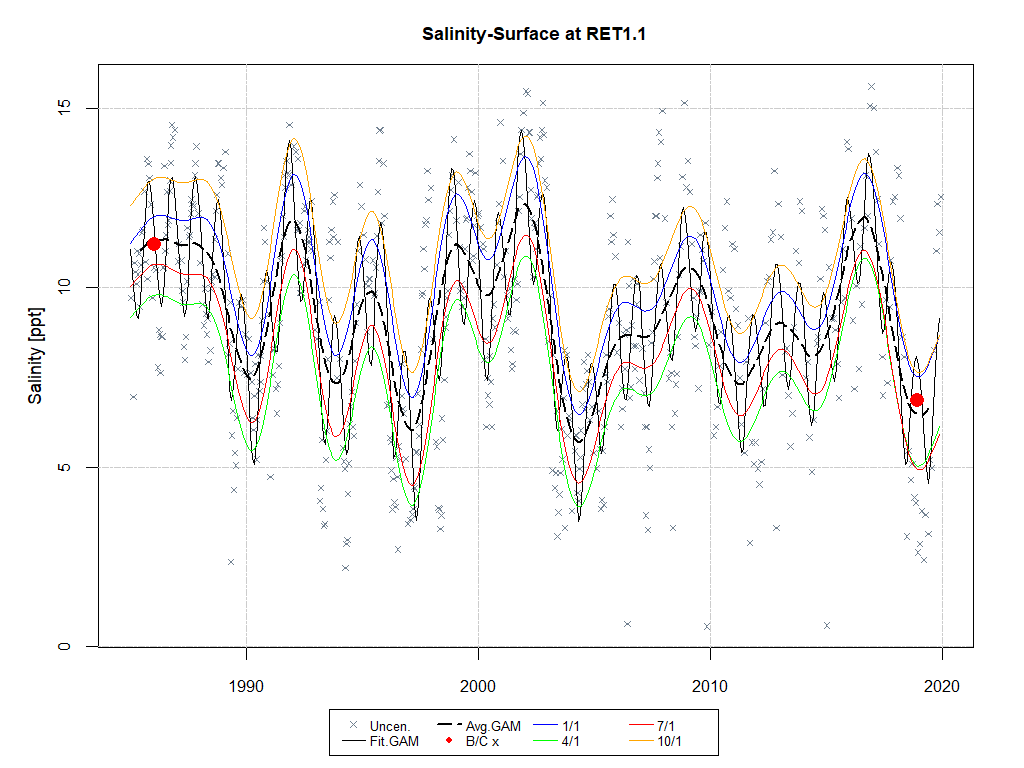 Salinity-Surface at RET1.1
Salinity [ppt]
15
10
5
0
1990 2000 2010 2020
Uncen. Avg.GAM 1/1 7/1
Fit.GAM B/C x 4/1 10/1